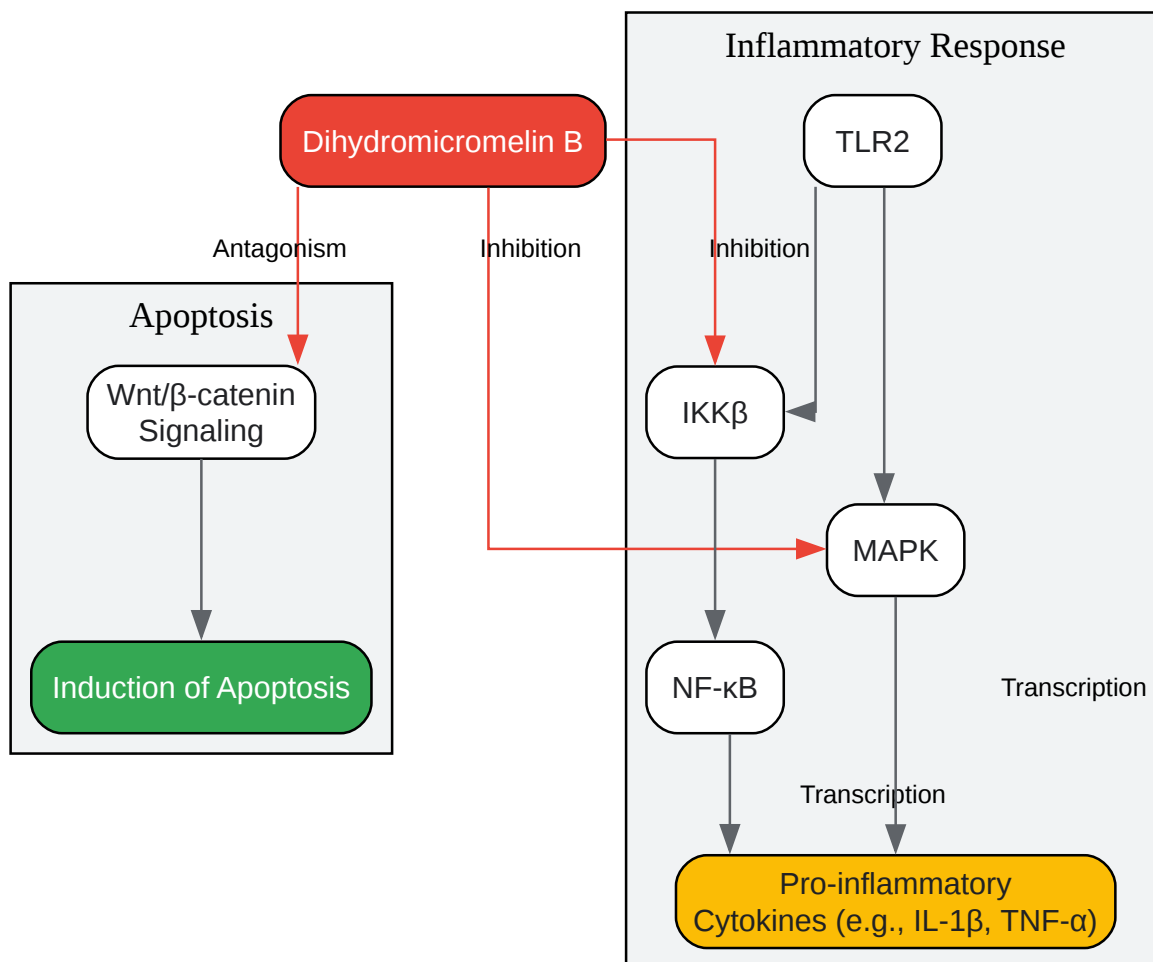 Inflammatory Response
Dihydromicromelin B
TLR2
Antagonism
Inhibition
Inhibition
Apoptosis
Wnt/β-catenin
Signaling
IKKβ
MAPK
Induction of Apoptosis
NF-κB
Transcription
Transcription
Pro-inflammatory
Cytokines (e.g., IL-1β, TNF-α)